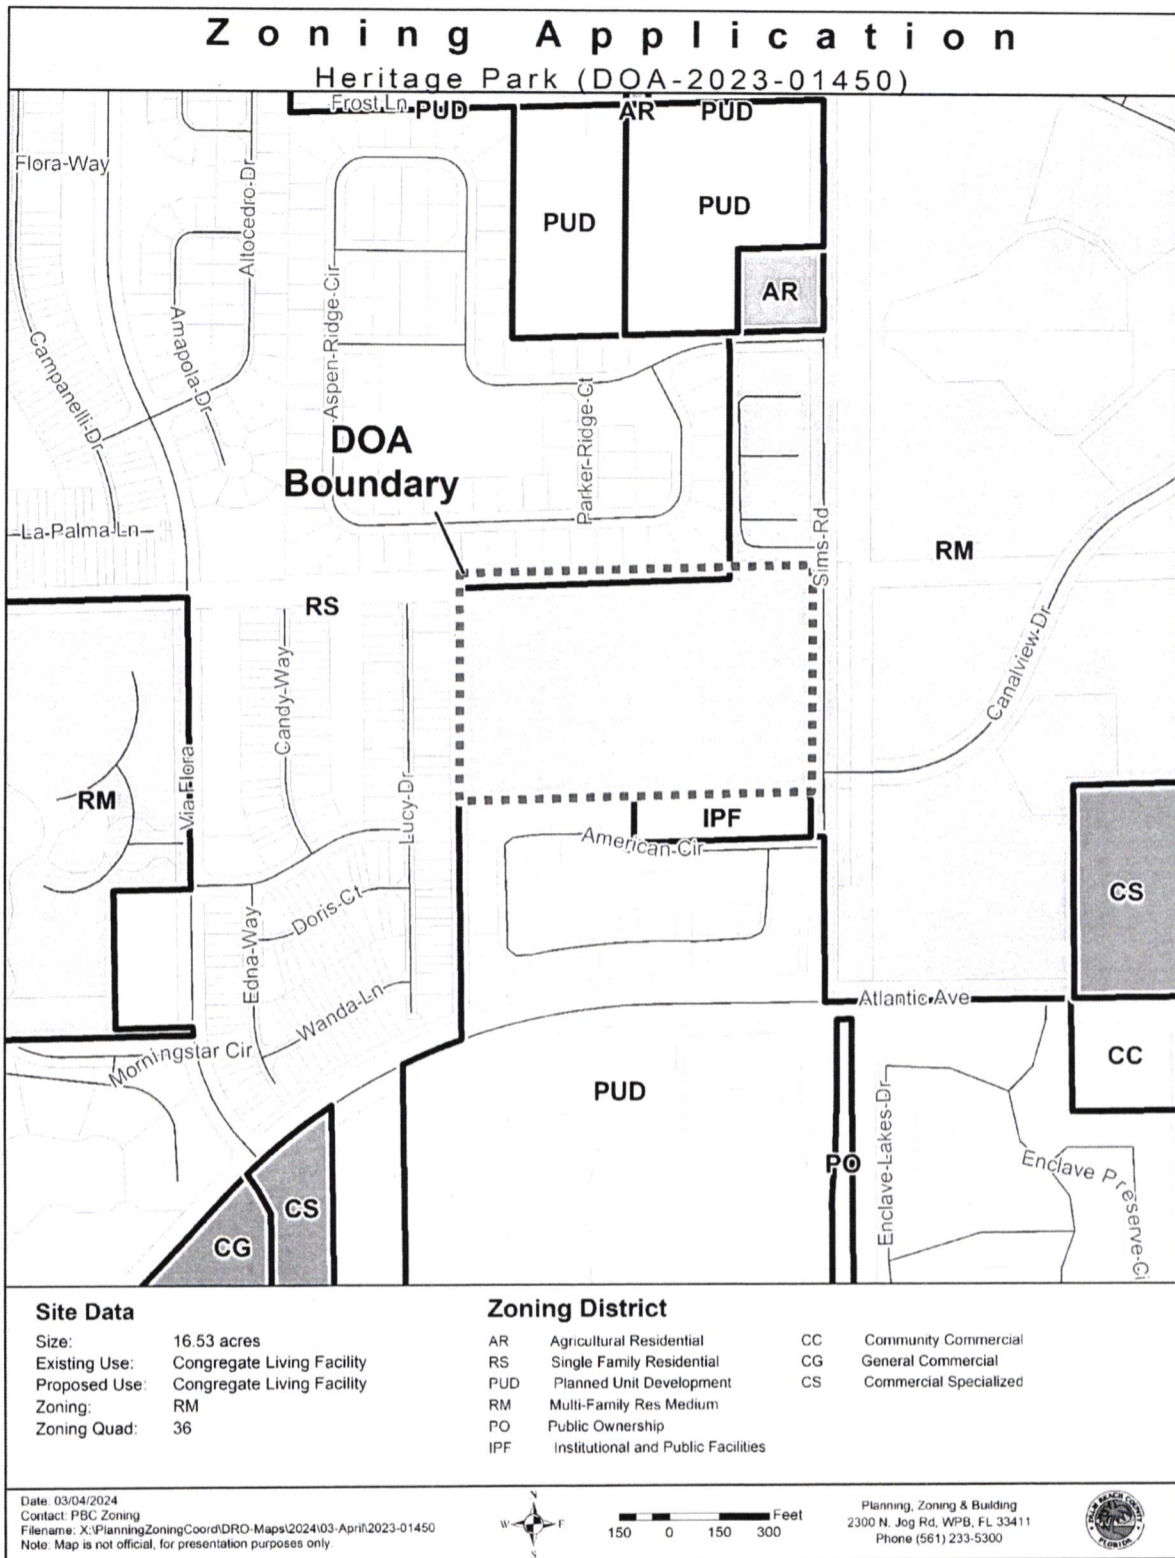 Zoning Application
Heritage Park (DOA-2023-01450)
Frost Ln
PUD
AR
PUD
Flora-Way
Altocedro-Dr
PUD
PUD
AR
Aspen-Ridge-Cir
Amapola-Dr
Campanelli-Dr
Parker-Ridge-Ct
DOA
Boundary
La-Palma-Ln
Sims-Rd
RM
RS
Candy-Way
Canalview-Dr
Via-Flora
RM
Lucy-Dr
IPF
American-Cir
CS
Doris-Ct
Edna-Way
Wanda-Ln
Atlantic-Ave
Morningstar Cir
CC
PUD
Enclave-Lakes-Dr
PO
Enclave Preserve-Ci
CS
CG
Site Data
Size: 16.53 acres
Existing Use: Congregate Living Facility
Proposed Use: Congregate Living Facility
Zoning: RM
Zoning Quad: 36
Zoning District
AR Agricultural Residential
RS Single Family Residential
PUD Planned Unit Development
RM Multi-Family Res Medium
PO Public Ownership
IPF Institutional and Public Facilities
CC Community Commercial
CG General Commercial
CS Commercial Specialized
Date: 03/04/2024
Contact: PBC Zoning
Filename: X:\PlanningZoningCoord\DRO-Maps\2024\03-April\2023-01450
Note: Map is not official, for presentation purposes only.
N
W E
S
Feet
150 0 150 300
Planning, Zoning & Building
2300 N. Jog Rd, WPB, FL 33411
Phone (561) 233-5300
PALM BEACH COUNTY
FLORIDA